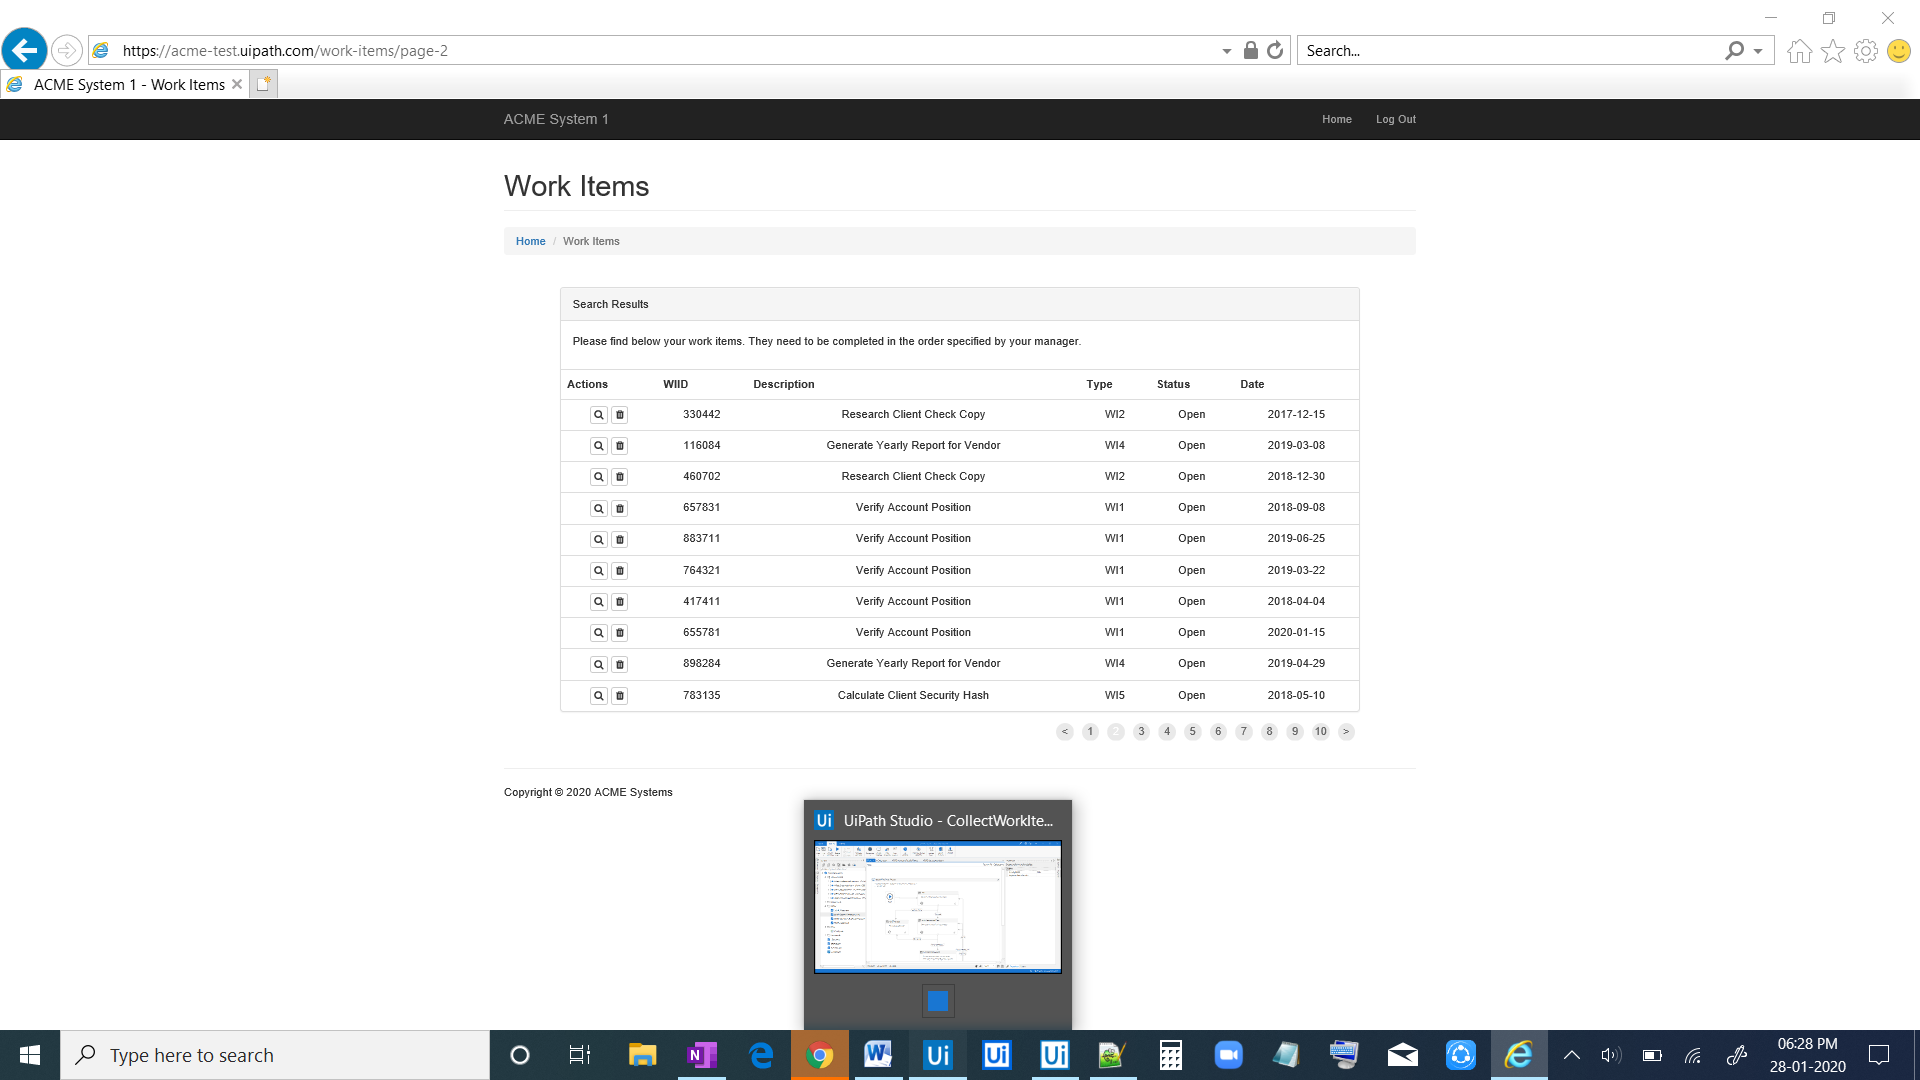 https://acme-test.uipath.com/work-items/page-2
Search...
ACME System 1 - Work Items
ACME System 1 Home Log Out
Work Items
Home / Work Items
Search Results
Please find below your work items. They need to be completed in the order specified by your manager.
Actions WIID Description Type Status Date
330442 Research Client Check Copy WI2 Open 2017-12-15
116084 Generate Yearly Report for Vendor WI4 Open 2019-03-08
460702 Research Client Check Copy WI2 Open 2018-12-30
657831 Verify Account Position WI1 Open 2018-09-08
883711 Verify Account Position WI1 Open 2019-06-25
764321 Verify Account Position WI1 Open 2019-03-22
417411 Verify Account Position WI1 Open 2018-04-04
655781 Verify Account Position WI1 Open 2020-01-15
898284 Generate Yearly Report for Vendor WI4 Open 2019-04-29
783135 Calculate Client Security Hash WI5 Open 2018-05-10
< 1 2 3 4 5 6 7 8 9 10 >
Copyright © 2020 ACME Systems
Ui UiPath Studio - CollectWorkIte...
Type here to search
N W Ui Ui Ui
06:28 PM
28-01-2020